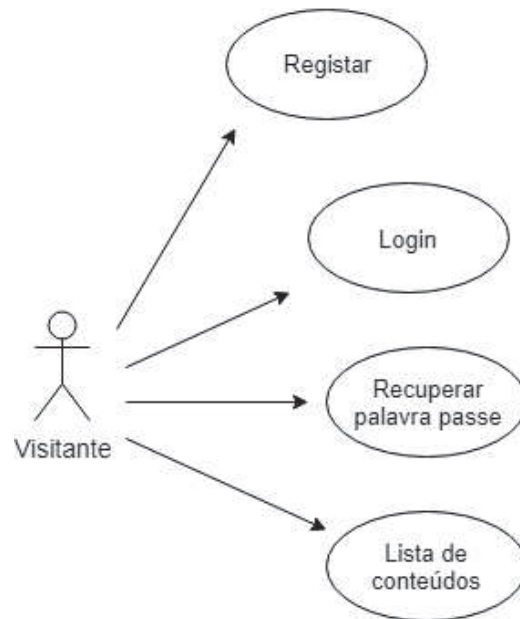 Registar
Login
Recuperar
palavra passe
Visitante
Lista de
conteúdos